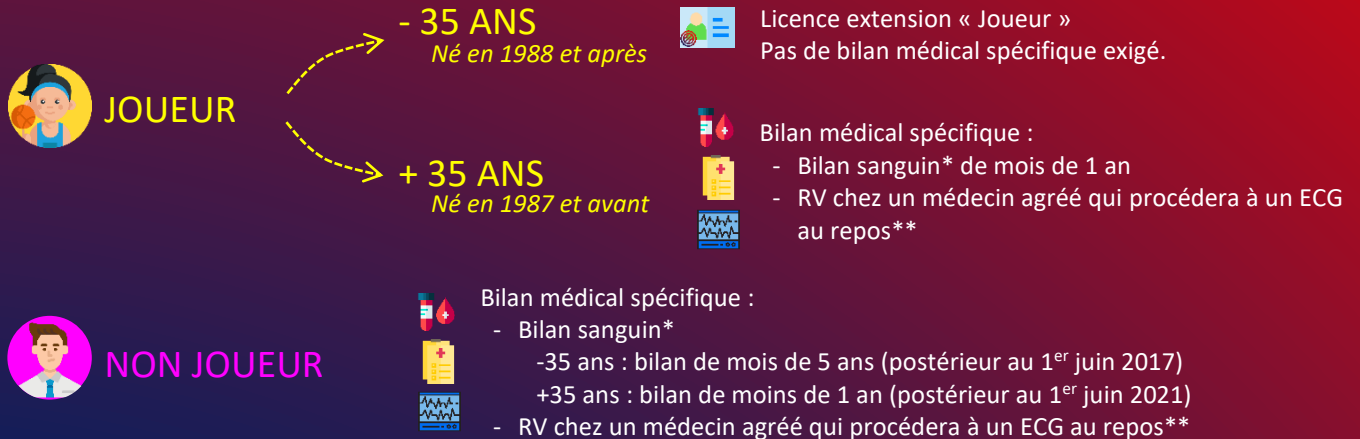 - 35 ANS
Né en 1988 et après
Licence extension « Joueur »
Pas de bilan médical spécifique exigé.
JOUEUR
+ 35 ANS
Né en 1987 et avant
Bilan médical spécifique :
- Bilan sanguin* de mois de 1 an
- RV chez un médecin agréé qui procédera à un ECG
au repos**
NON JOUEUR
Bilan médical spécifique :
- Bilan sanguin*
-35 ans : bilan de mois de 5 ans (postérieur au 1er juin 2017)
+35 ans : bilan de moins de 1 an (postérieur au 1er juin 2021)
- RV chez un médecin agréé qui procédera à un ECG au repos**